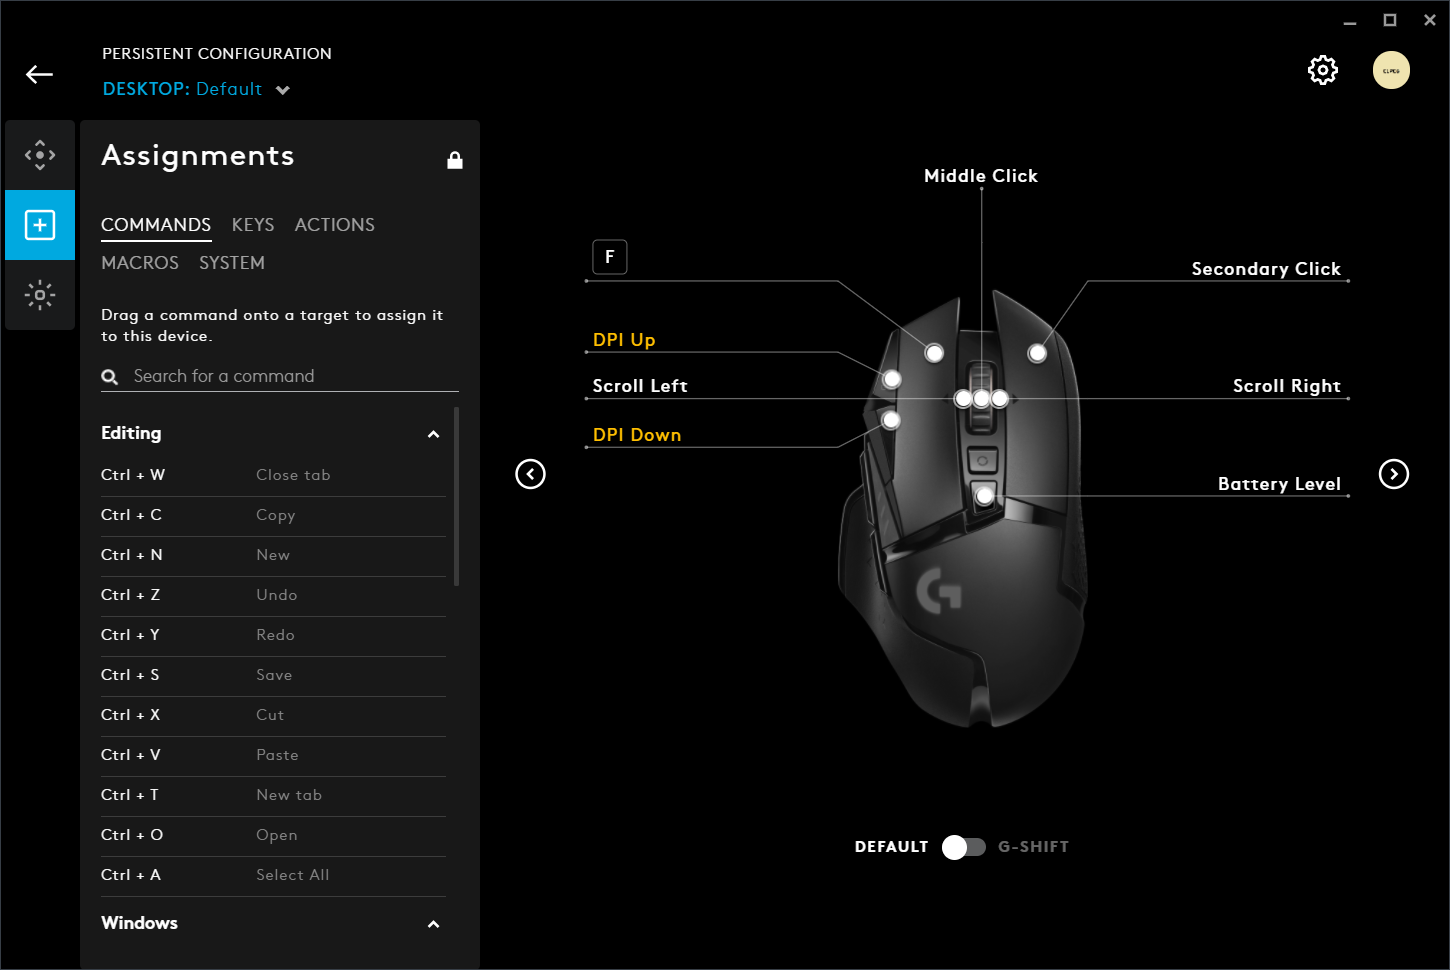 PERSISTENT CONFIGURATION
DESKTOP: Default
Assignments
COMMANDS KEYS ACTIONS
MACROS SYSTEM
Drag a command onto a target to assign it
to this device.
Search for a command
Editing
Ctrl + W Close tab
Ctrl + C Copy
Ctrl + N New
Ctrl + Z Undo
Ctrl + Y Redo
Ctrl + S Save
Ctrl + X Cut
Ctrl + V Paste
Ctrl + T New tab
Ctrl + O Open
Ctrl + A Select All
Windows
Middle Click
F
Secondary Click
DPI Up
Scroll Left
Scroll Right
DPI Down
Battery Level
G
DEFAULT G-SHIFT